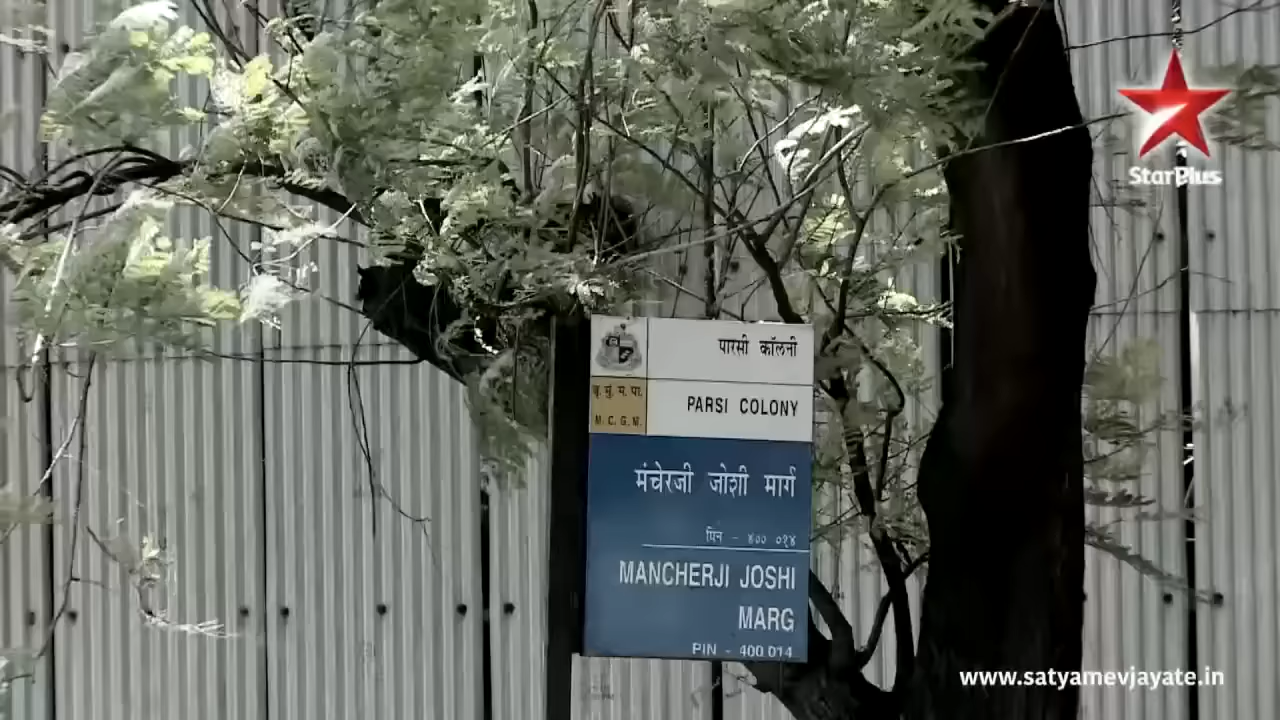 StarPlus
पारसी कॉलनी
बृ. मुं. म. पा.
PARSI COLONY
M. C. G. M.
मंचेरजी जोशी मार्ग
पिन - ४०० ०१४
MANCHERJI JOSHI
MARG
PIN - 400 014
www.satyamevjayate.in